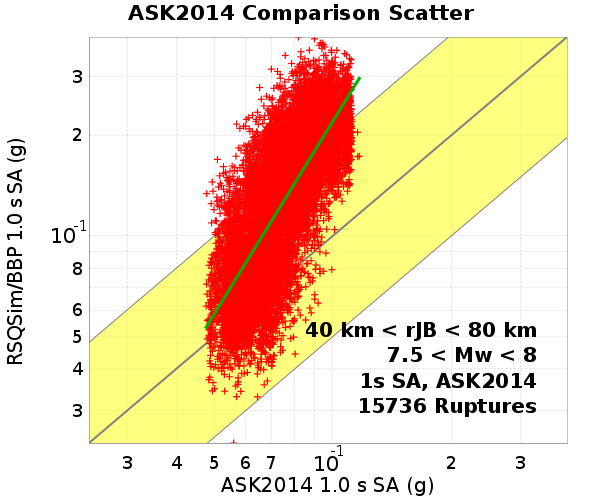 ASK2014 Comparison Scatter
RSQSim/BBP 1.0 s SA (g)
3
2
10-1
8
6
5
4
3
40 km < rJB < 80 km
7.5 < Mw < 8
1s SA, ASK2014
15736 Ruptures
3 4 5 6 7 10-1 2 3
ASK2014 1.0 s SA (g)